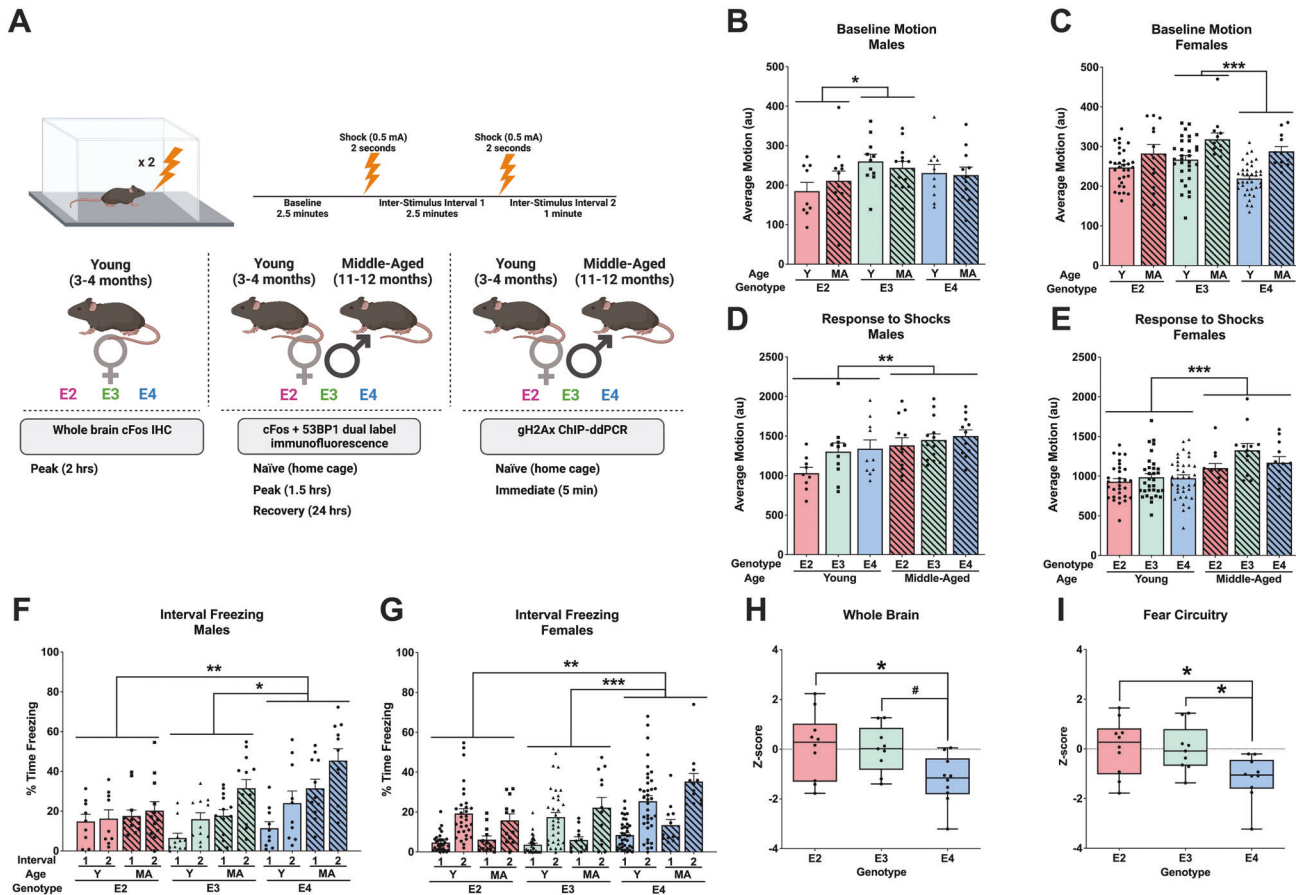 A
x 2
Shock (0.5 mA)
2 seconds
Shock (0.5 mA)
2 seconds
Baseline
2.5 minutes
Inter-Stimulus Interval 1
2.5 minutes
Inter-Stimulus Interval 2
1 minute
Young
(3-4 months)
E2 E3 E4
Whole brain cFos IHC
Peak (2 hrs)
Young
(3-4 months)
Middle-Aged
(11-12 months)
E2 E3 E4
cFos + 53BP1 dual label
immunofluorescence
Naïve (home cage)
Peak (1.5 hrs)
Recovery (24 hrs)
Young
(3-4 months)
Middle-Aged
(11-12 months)
E2 E3 E4
gH2Ax ChIP-ddPCR
Naïve (home cage)
Immediate (5 min)
B
Baseline Motion
Males
Average Motion (au)
500
400
300
200
100
0
*
Age Y MA Y MA Y MA
Genotype E2 E3 E4
C
Baseline Motion
Females
Average Motion (au)
500
400
300
200
100
0
***
Age Y MA Y MA Y MA
Genotype E2 E3 E4
D
Response to Shocks
Males
Average Motion (au)
2500
2000
1500
1000
500
0
**
Genotype E2 E3 E4 E2 E3 E4
Age Young Middle-Aged
E
Response to Shocks
Females
Average Motion (au)
2500
2000
1500
1000
500
0
***
Genotype E2 E3 E4 E2 E3 E4
Age Young Middle-Aged
F
Interval Freezing
Males
% Time Freezing
100
80
60
40
20
0
**
*
Interval 1 2 1 2 1 2 1 2 1 2 1 2
Age Y MA Y MA Y MA
Genotype E2 E3 E4
G
Interval Freezing
Females
% Time Freezing
100
80
60
40
20
0
**
***
Interval 1 2 1 2 1 2 1 2 1 2 1 2
Age Y MA Y MA Y MA
Genotype E2 E3 E4
H
Whole Brain
Z-score
4
2
0
-2
-4
*
#
E2 E3 E4
Genotype
I
Fear Circuitry
Z-score
4
2
0
-2
-4
*
*
E2 E3 E4
Genotype